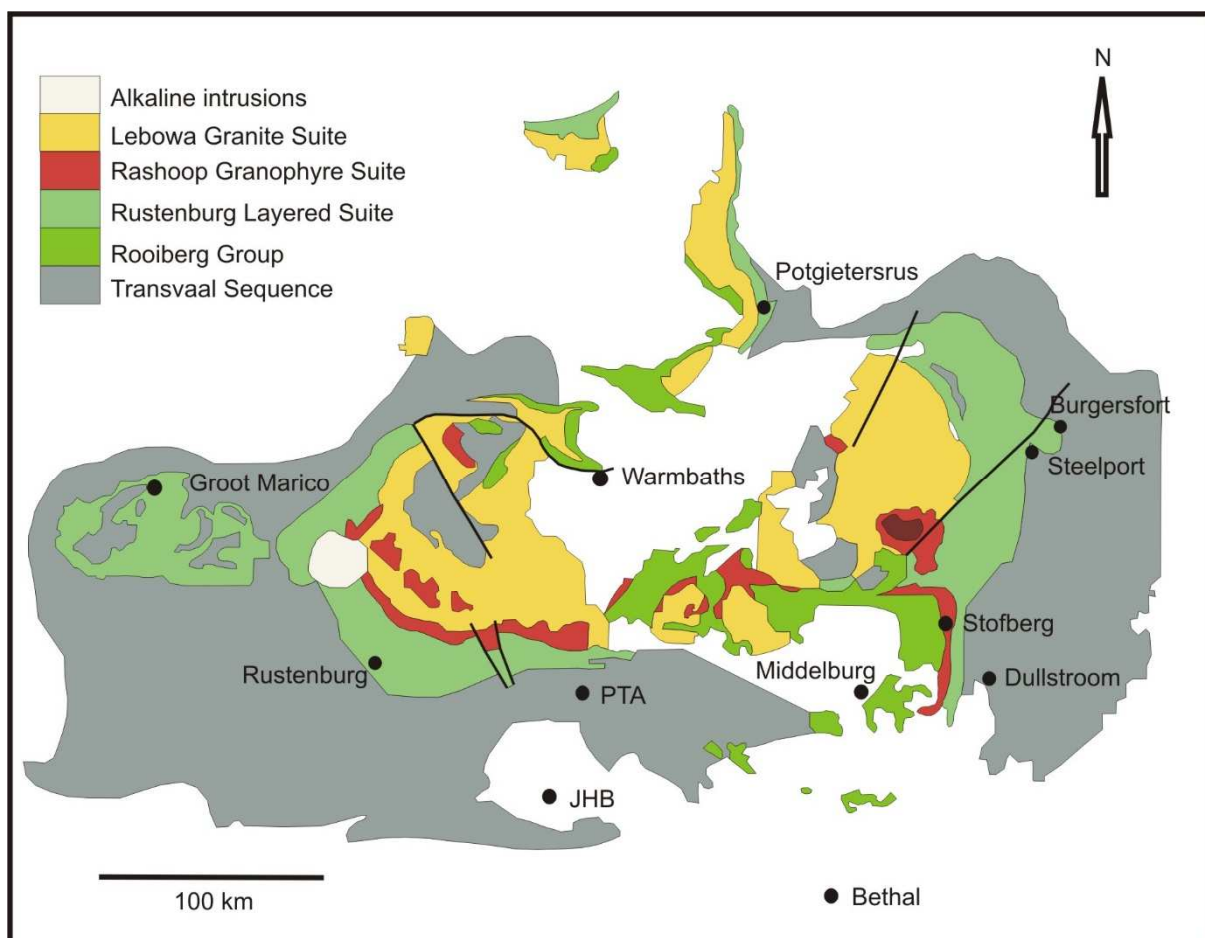 N
Alkaline intrusions
Lebowa Granite Suite
Rashoop Granophyre Suite
Rustenburg Layered Suite
Rooiberg Group
Transvaal Sequence
Potgietersrus
Burgersfort
Steelport
Groot Marico
Warmbaths
Stofberg
Rustenburg
Middelburg
Dullstroom
PTA
JHB
100 km
Bethal